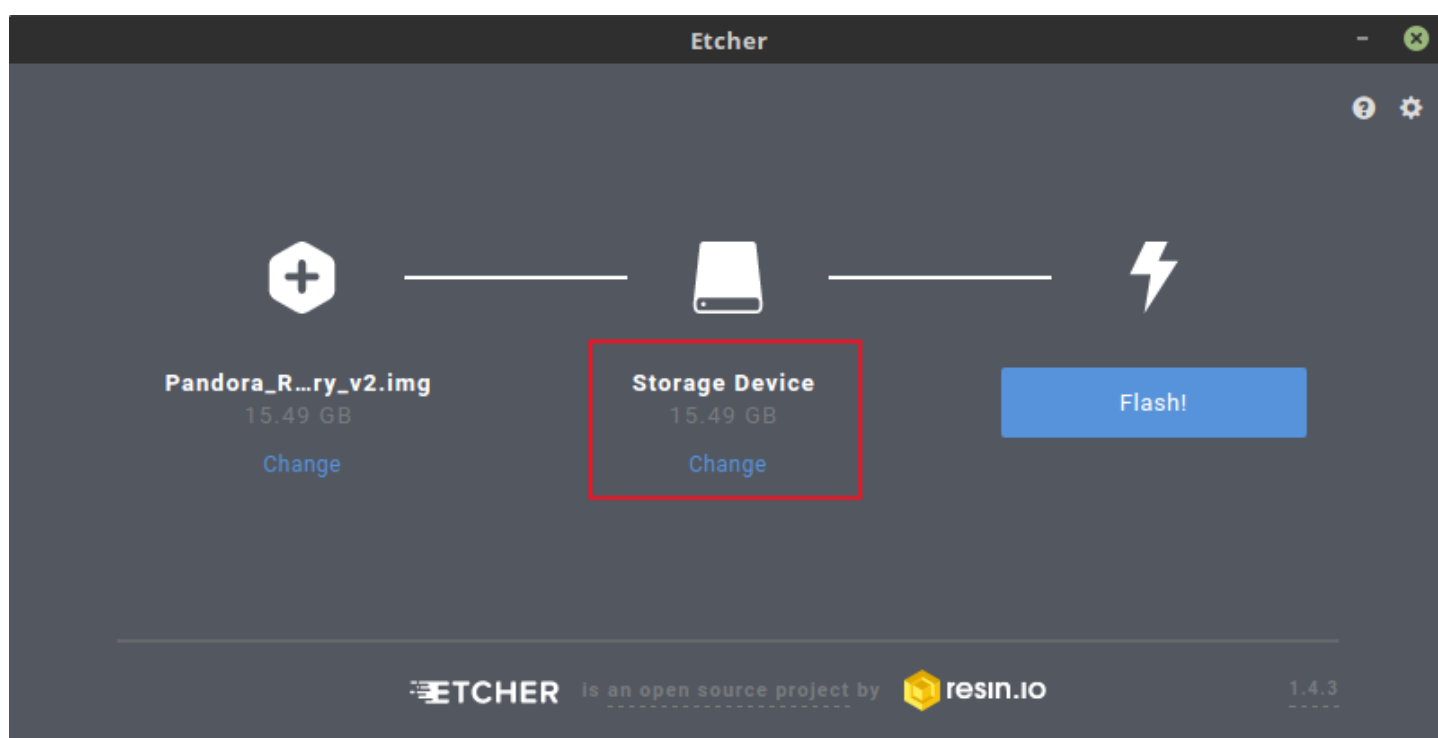 Etcher
Pandora_R...ry_v2.img
15.49 GB
Change
Storage Device
15.49 GB
Change
Flash!
ETCHER is an open source project by resin.io
1.4.3